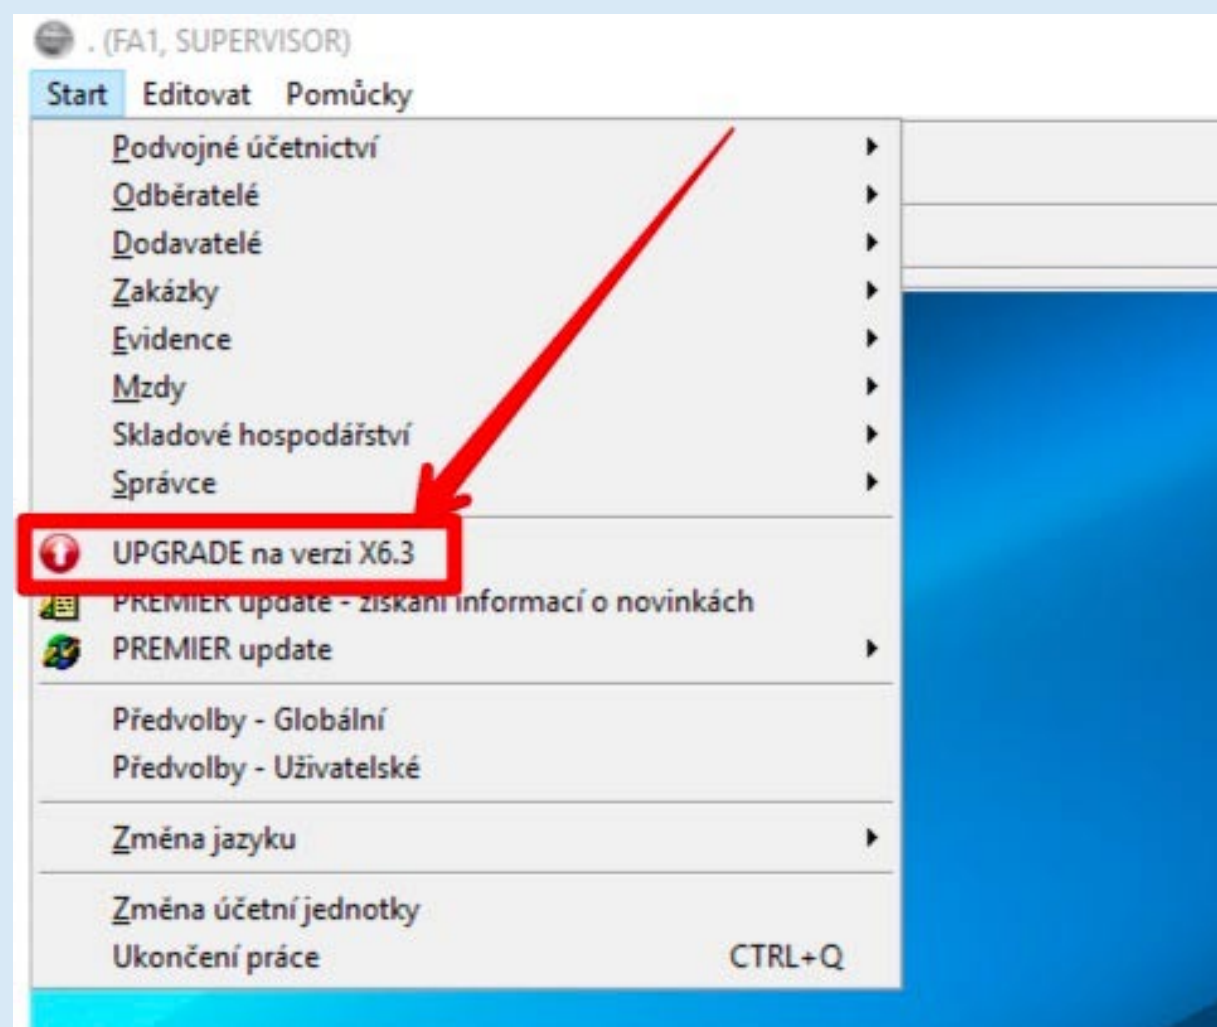 . (FA1, SUPERVISOR)
Start Editovat Pomůcky
Podvojné účetnictví
Odběratelé
Dodavatelé
Zakázky
Evidence
Mzdy
Skladové hospodářství
Správce
UPGRADE na verzi X6.3
PREMIER update - získání informací o novinkách
PREMIER update
Předvolby - Globální
Předvolby - Uživatelské
Změna jazyku
Změna účetní jednotky
Ukončení práce CTRL+Q